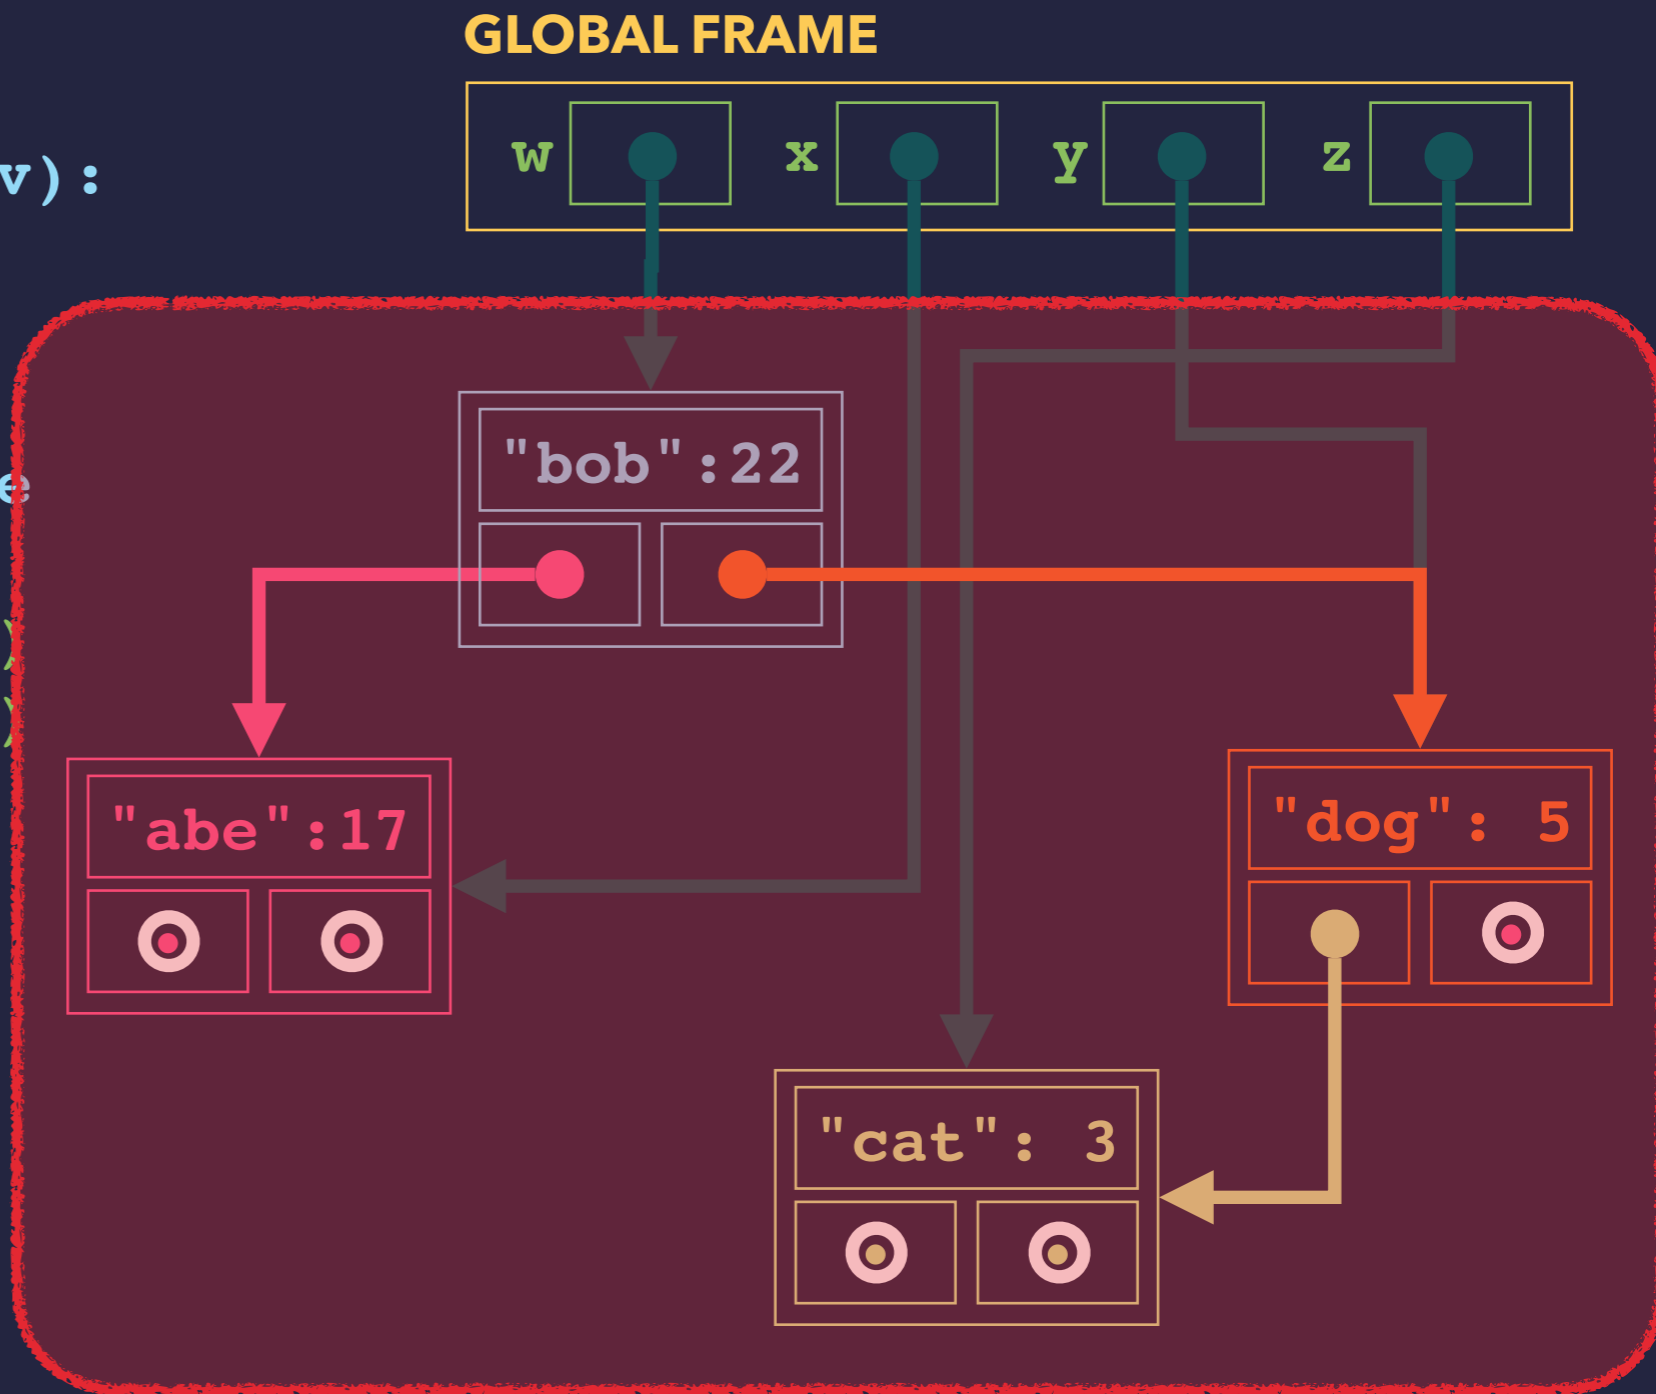 GLOBAL FRAME
w x y z
v):
"bob":22
e
)
)
"abe":17
"dog": 5
"cat": 3